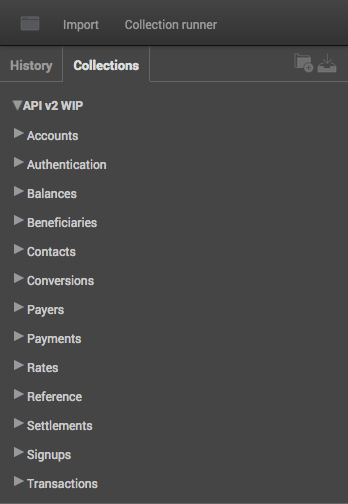 Import Collection runner
History Collections
API v2 WIP
Accounts
Authentication
Balances
Beneficiaries
Contacts
Conversions
Payers
Payments
Rates
Reference
Settlements
Signups
Transactions